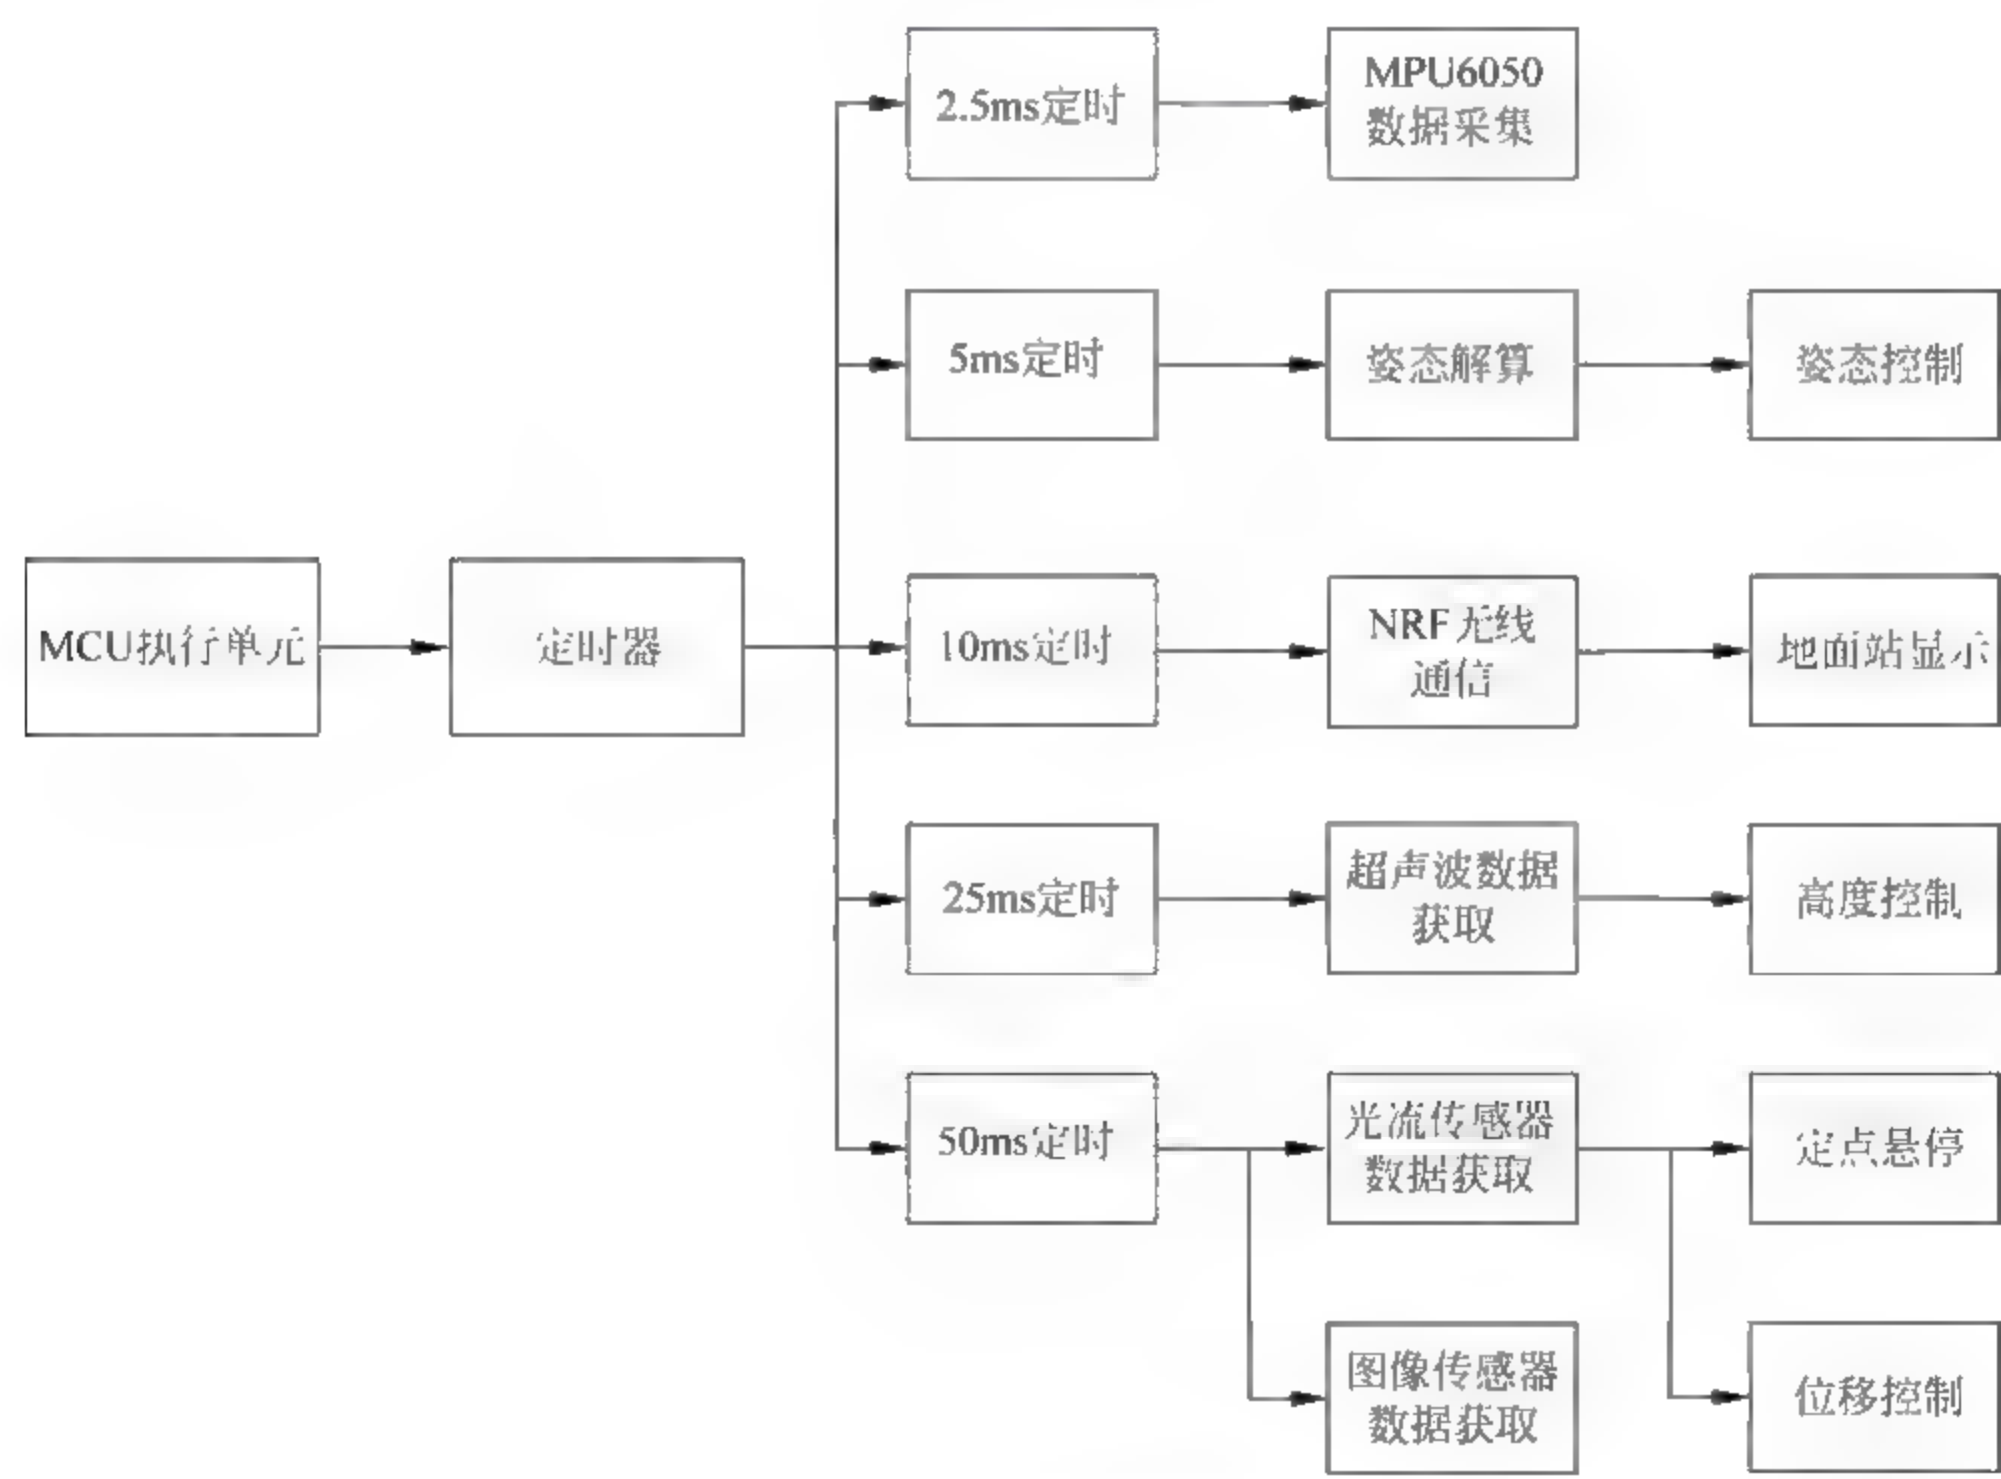 2.5ms定时
MPU6050
数据采集
5ms定时
姿态解算
姿态控制
MCU执行单元
定时器
10ms定时
NRF无线
通信
地面站显示
25ms定时
超声波数据
获取
高度控制
50ms定时
光流传感器
数据获取
定点悬停
图像传感器
数据获取
位移控制